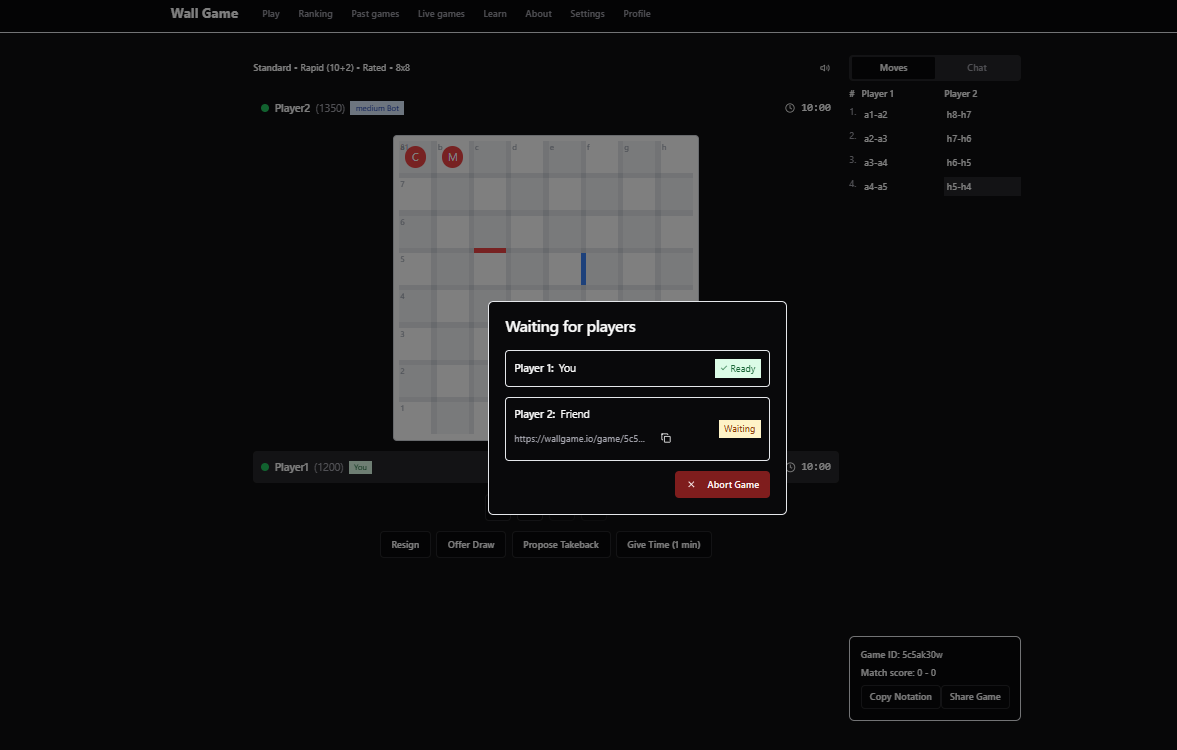 Wall Game Play Ranking Past games Live games Learn About Settings Profile
Standard • Rapid (10+2) • Rated • 8x8
Player2 (1350) medium Bot 10:00
C M c d e f g h
7
6
5
4
3
2
1
Waiting for players
Player 1: You Ready
Player 2: Friend
https://wallgame.io/game/5c5...
Waiting
Abort Game
Player1 (1200) You 10:00
Resign Offer Draw Propose Takeback Give Time (1 min)
Moves Chat
# Player 1 Player 2
1. a1-a2 h8-h7
2. a2-a3 h7-h6
3. a3-a4 h6-h5
4. a4-a5 h5-h4
Game ID: 5c5ak30w
Match score: 0 - 0
Copy Notation Share Game